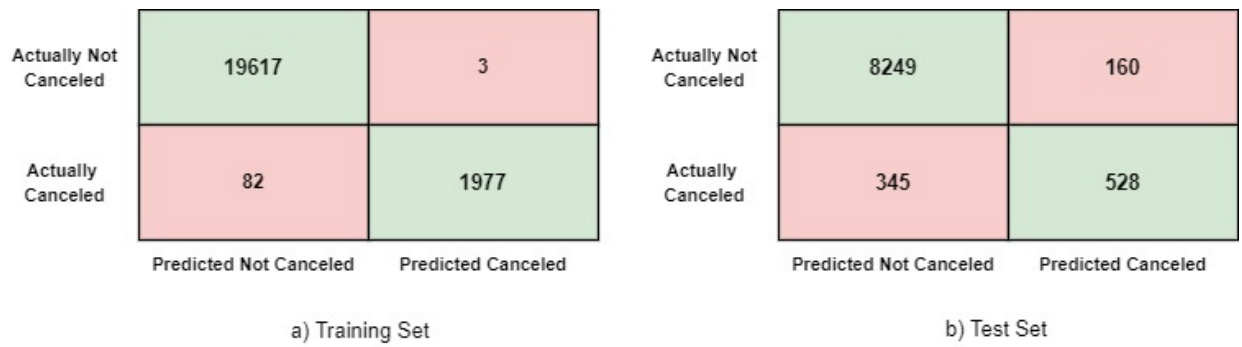 Actually Not
Canceled
19617
3
Actually
Canceled
82
1977
Predicted Not Canceled
Predicted Canceled
a) Training Set
Actually Not
Canceled
8249
160
Actually
Canceled
345
528
Predicted Not Canceled
Predicted Canceled
b) Test Set